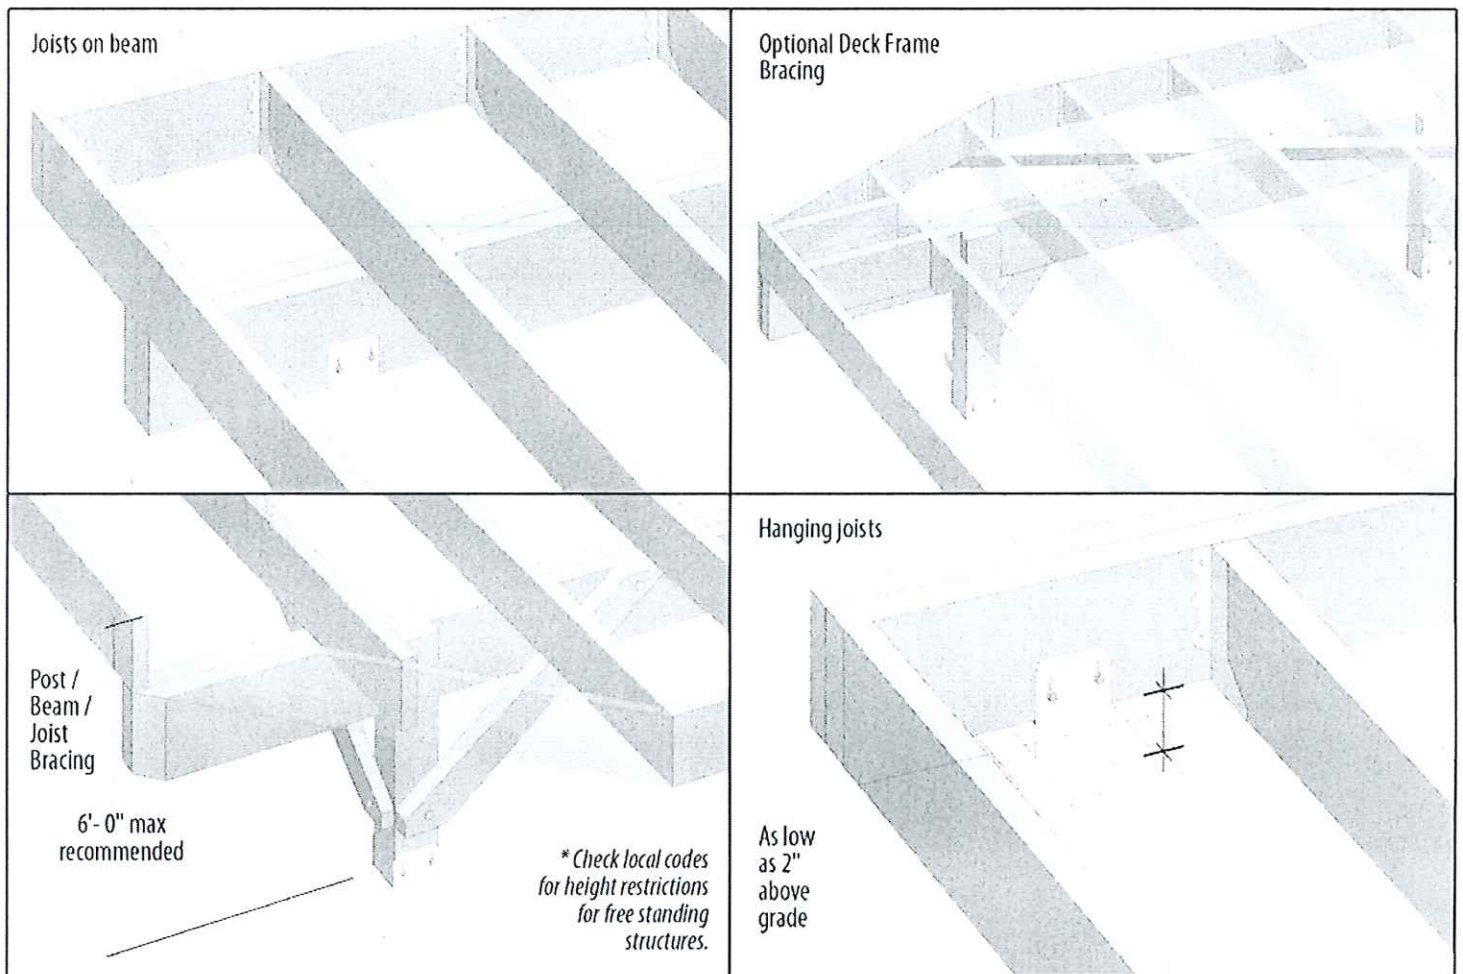 Joists on beam
Optional Deck Frame
Bracing
Post /
Beam /
Joist
Bracing
6'- 0" max
recommended
* Check local codes
for height restrictions
for free standing
structures.
Hanging joists
As low
as 2"
above
grade